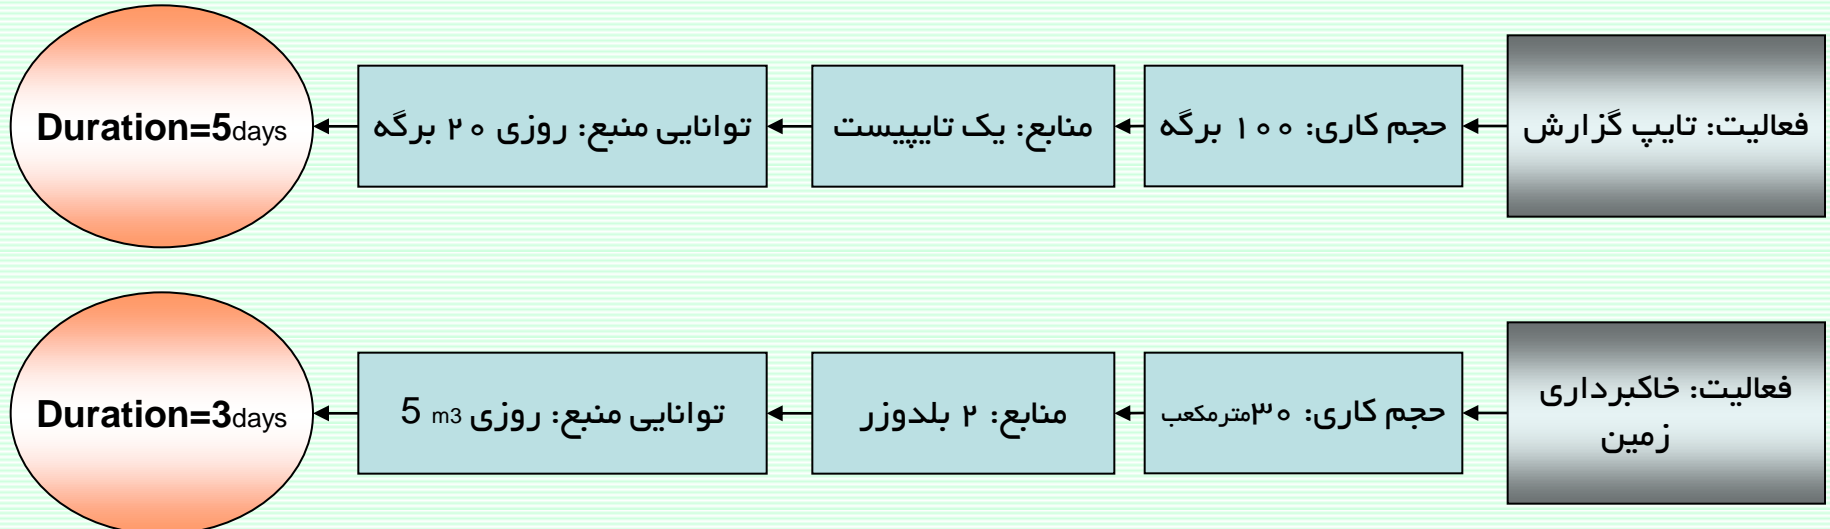 فعالیت: تایپ گزارش
حجم کاری: ۱۰۰ برگه
منابع: یک تایپیست
توانایی منبع: روزی ۲۰ برگه
Duration=5days
فعالیت: خاکبرداری
زمین
حجم کاری: ۳۰مترمکعب
منابع: ۲ بلدوزر
توانایی منبع: روزی 5 m3
Duration=3days